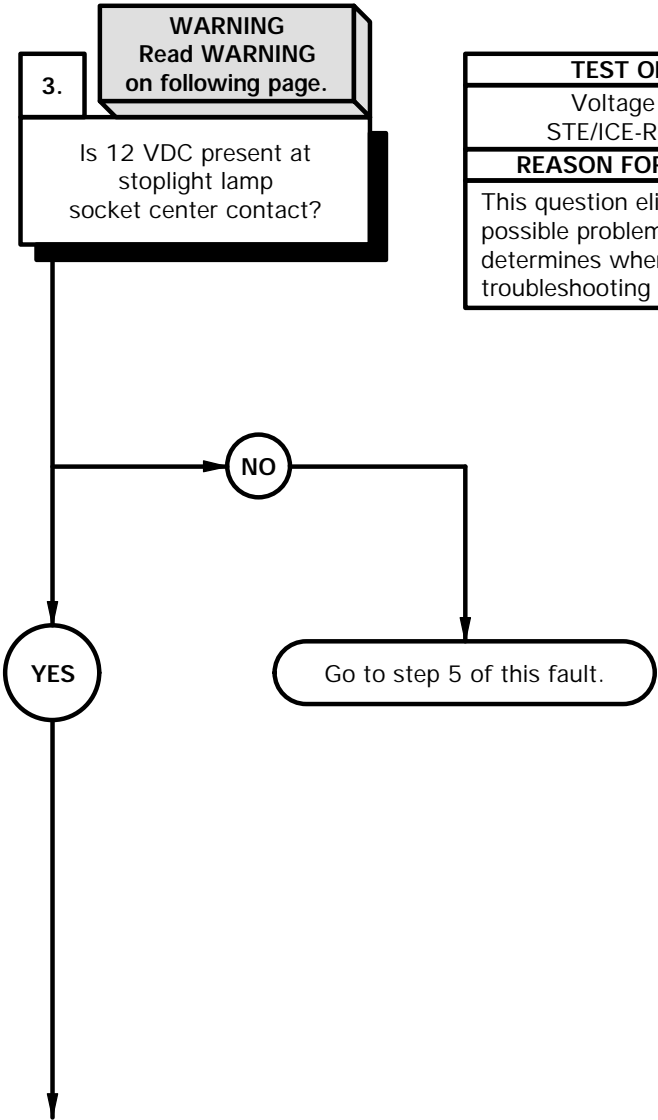 WARNING
Read WARNING
on following page.
3.
Is 12 VDC present at
stoplight lamp
socket center contact?
TEST O
Voltage
STE/ICE-R
REASON FOR
This question eli
possible problem
determines when
troubleshooting
NO
YES
Go to step 5 of this fault.